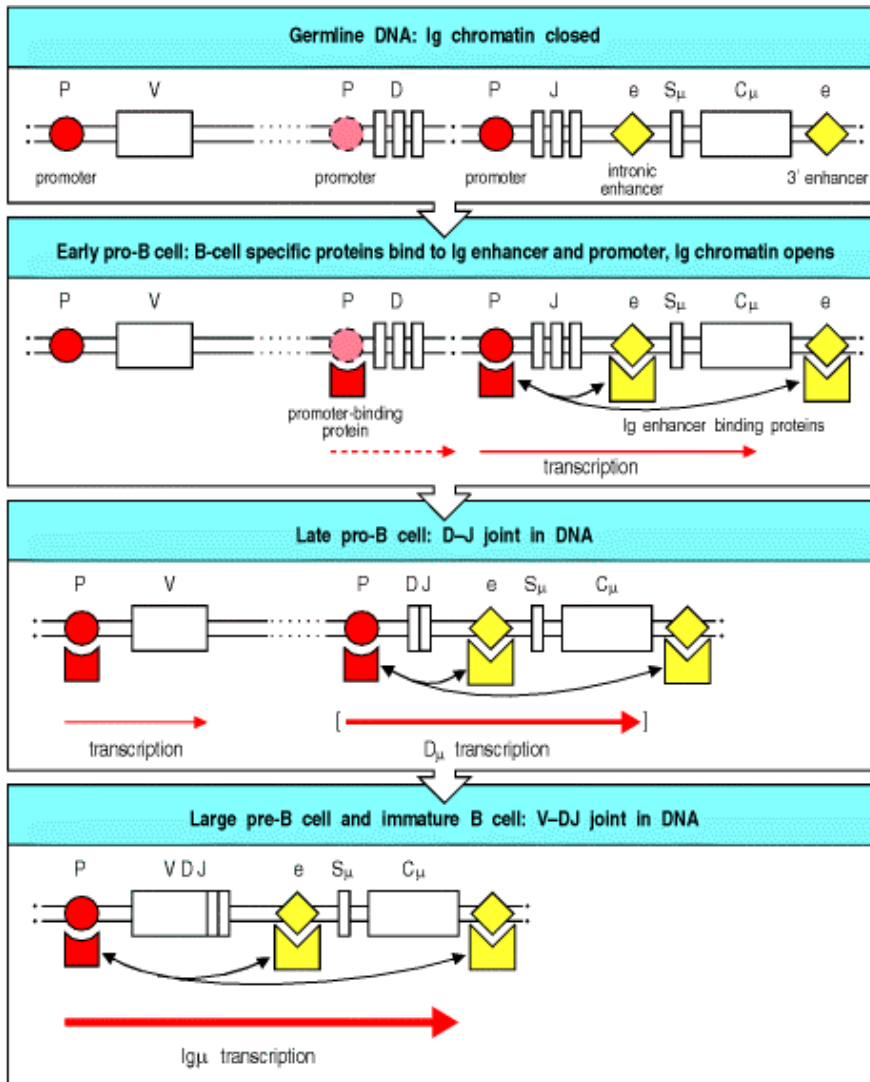 Germline DNA: Ig chromatin closed
P V P D P J e Sμ Cμ e
promoter promoter promoter intronic enhancer 3' enhancer
Early pro-B cell: B-cell specific proteins bind to Ig enhancer and promoter, Ig chromatin opens
P V P D P J e Sμ Cμ e
promoter-binding protein
Ig enhancer binding proteins
transcription
Late pro-B cell: D–J joint in DNA
P V P D J e Sμ Cμ
transcription [ Dμ transcription ]
Large pre-B cell and immature B cell: V–DJ joint in DNA
P V D J e Sμ Cμ
Igμ transcription